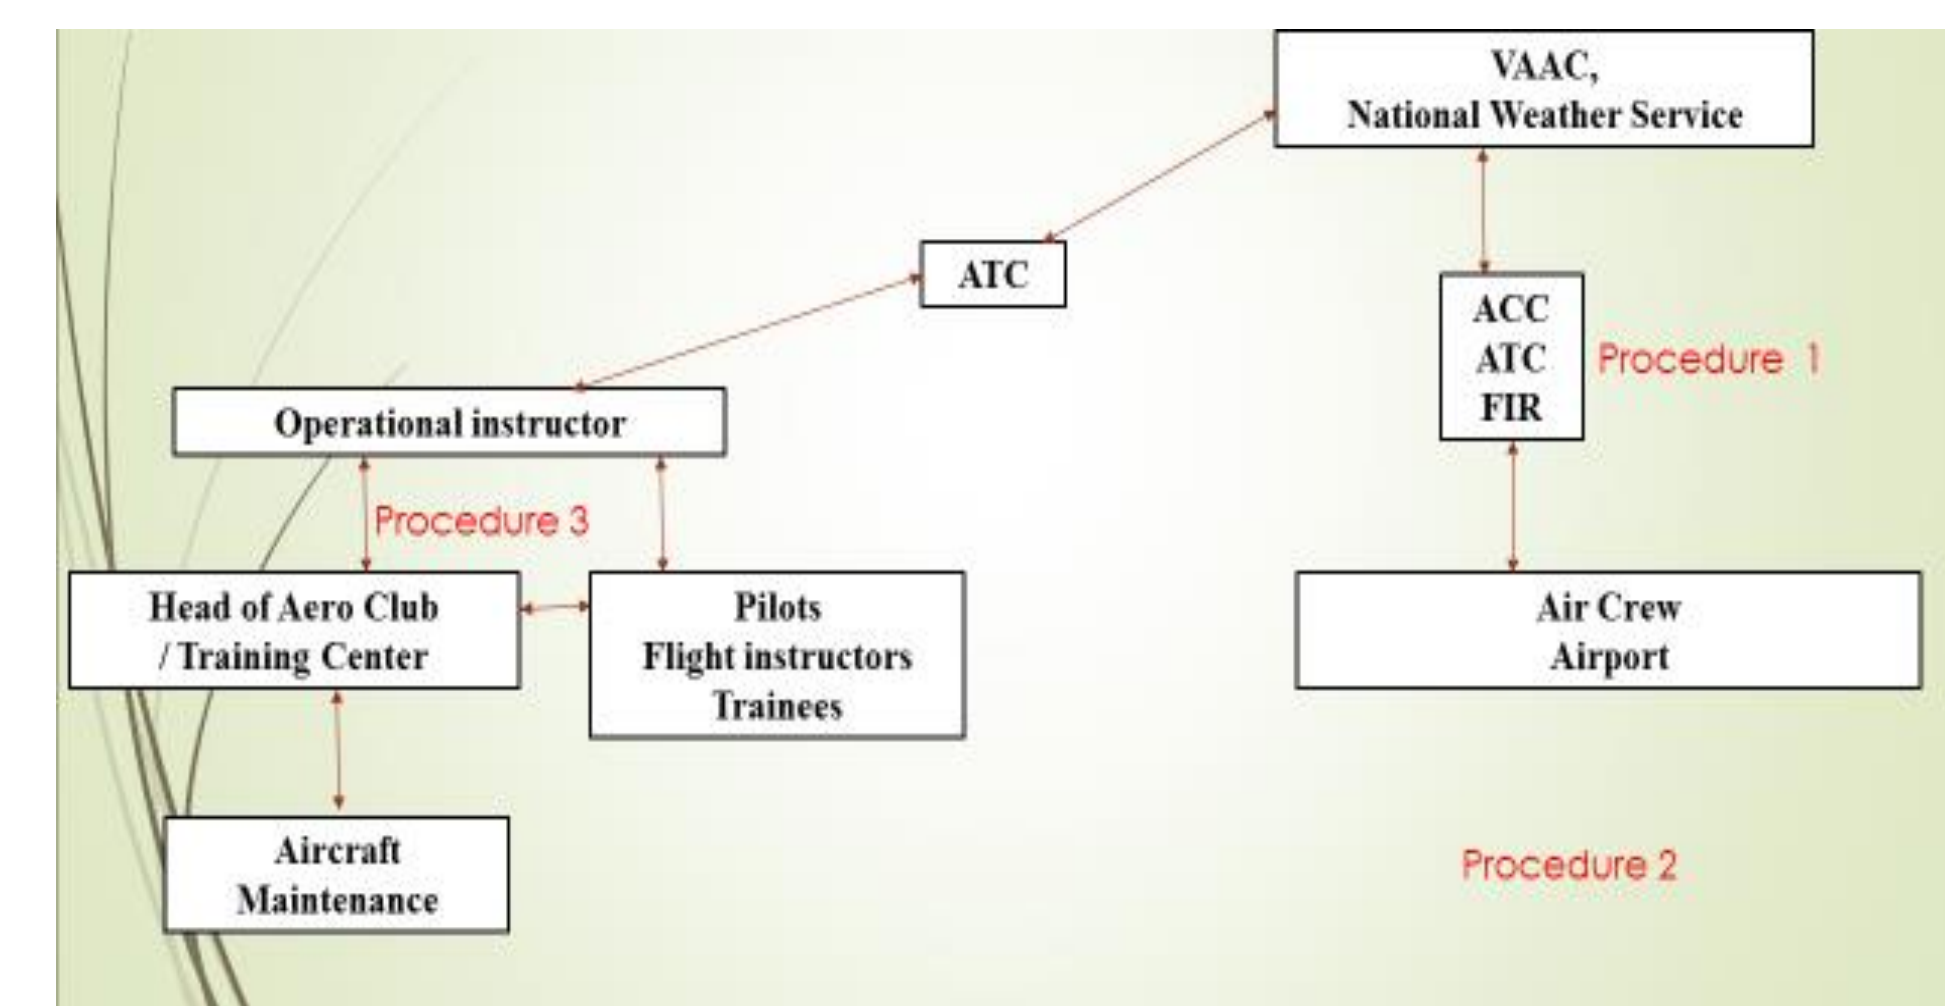 VAAC,
National Weather Service
ATC
ACC
ATC
FIR
Procedure 1
Operational instructor
Procedure 3
Head of Aero Club
/ Training Center
Pilots
Flight instructors
Trainees
Air Crew
Airport
Aircraft
Maintenance
Procedure 2